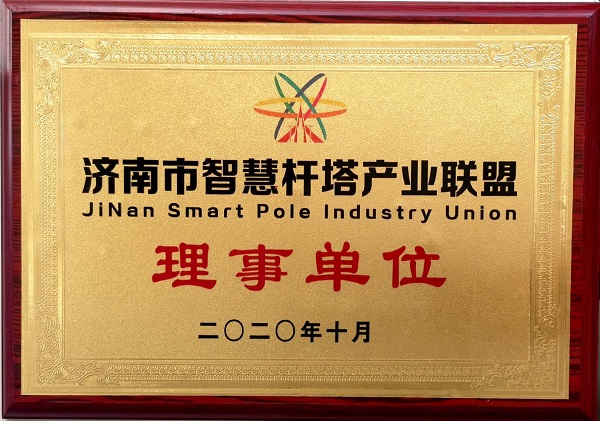 济南市智慧杆塔产业联盟
JiNan Smart Pole Industry Union
理事单位
二〇二〇年十月